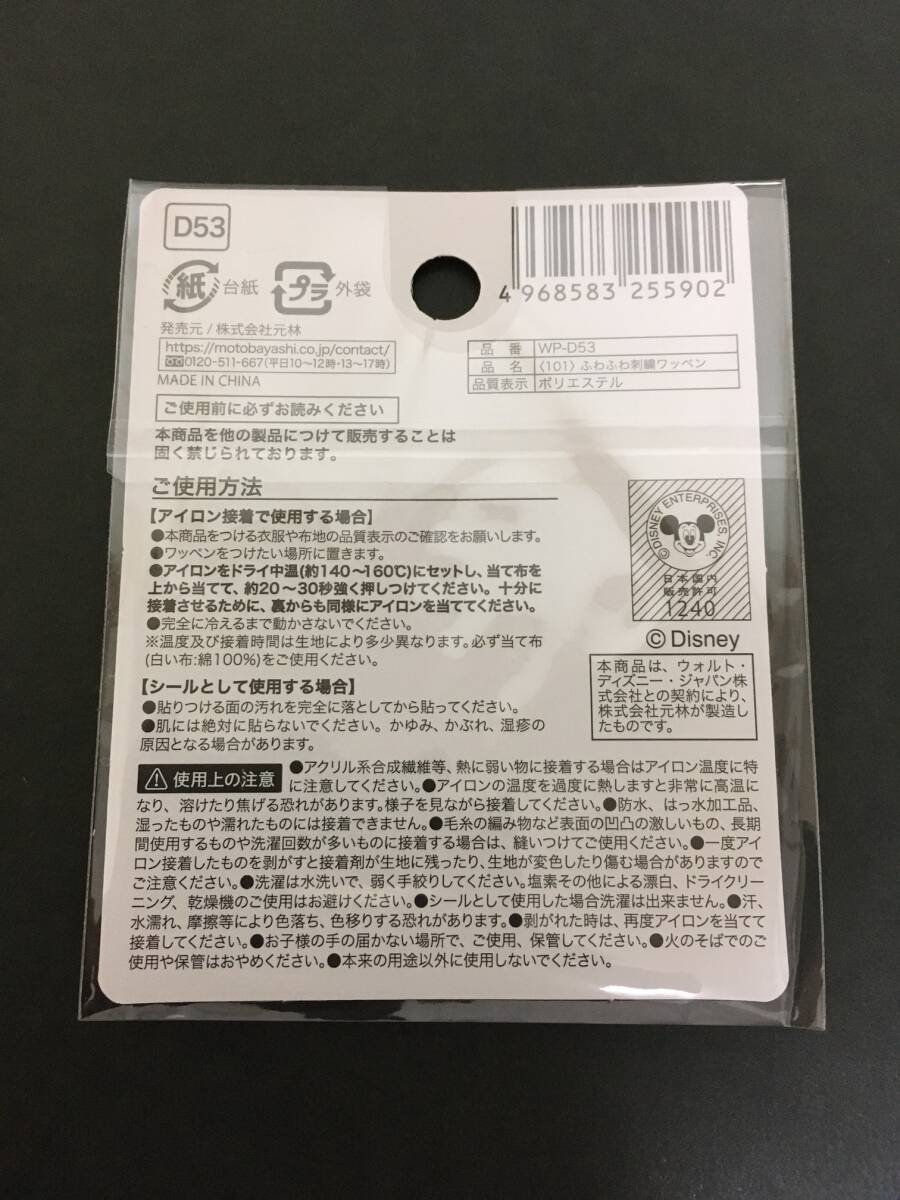 D53
紙 台紙 プラ 外袋
4 968583 255902
発売元/株式会社元林
https://motobayashi.co.jp/contact/
0120-511-667(平日10〜12時・13〜17時)
MADE IN CHINA
品番 WP-D53
品名 〈101〉ふわふわ刺繍ワッペン
品質表示 ポリエステル
ご使用前に必ずお読みください
本商品を他の製品につけて販売することは
固く禁じられております。
ご使用方法
【アイロン接着で使用する場合】
●本商品をつける衣服や布地の品質表示のご確認をお願いします。
●ワッペンをつけたい場所に置きます。
●アイロンをドライ中温(約140〜160℃)にセットし、当て布を
上から当てて、約20〜30秒強く押しつけてください。十分に
接着させるために、裏からも同様にアイロンを当ててください。
●完全に冷えるまで動かさないでください。
※温度及び接着時間は生地により多少異なります。必ず当て布
(白い布:綿100%)をご使用ください。
【シールとして使用する場合】
●貼りつける面の汚れを完全に落としてから貼ってください。
●肌には絶対に貼らないでください。かゆみ、かぶれ、湿疹の
原因となる場合があります。
©DISNEY ENTERPRISES, INC.
日本国内
販売許可
1240
©Disney
本商品は、ウォルト・
ディズニー・ジャパン株
式会社との契約により、
株式会社元林が製造し
たものです。
使用上の注意 ●アクリル系合成繊維等、熱に弱い物に接着する場合はアイロン温度に特
に注意してください。●アイロンの温度を過度に熱しますと非常に高温に
なり、溶けたり焦げる恐れがあります。様子を見ながら接着してください。●防水、はっ水加工品、
湿ったものや濡れたものには接着できません。●毛糸の編み物など表面の凹凸の激しいもの、長期
間使用するものや洗濯回数が多いものに接着する場合は、縫いつけてご使用ください。●一度アイ
ロン接着したものを剥がすと接着剤が生地に残ったり、生地が変色したり傷む場合がありますので
ご注意ください。●洗濯は水洗いで、弱く手絞りしてください。塩素その他による漂白、ドライクリー
ニング、乾燥機のご使用はお避けください。●シールとして使用した場合洗濯は出来ません。●汗、
水濡れ、摩擦等により色落ち、色移りする恐れがあります。●剥がれた時は、再度アイロンを当てて
接着してください。●お子様の手の届かない場所で、ご使用、保管してください。●火のそばでのご
使用や保管はおやめください。●本来の用途以外に使用しないでください。